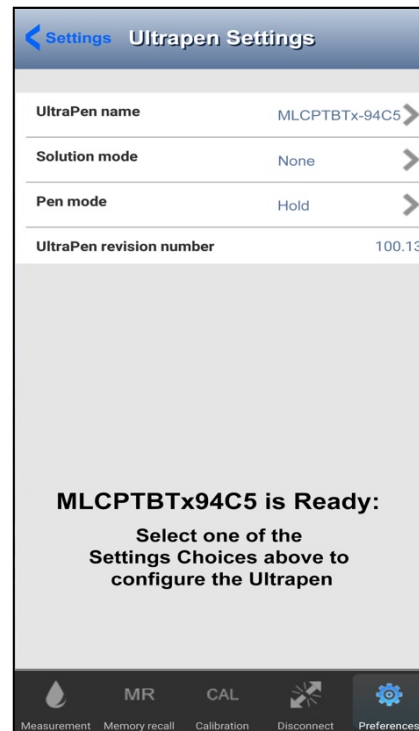 Settings Ultrapen Settings
UltraPen name MLCPTBTx-94C5
Solution mode None
Pen mode Hold
UltraPen revision number 100.13
MLCPTBTx94C5 is Ready:
Select one of the
Settings Choices above to
configure the Ultrapen
MR CAL
Measurement Memory recall Calibration Disconnect Preferences